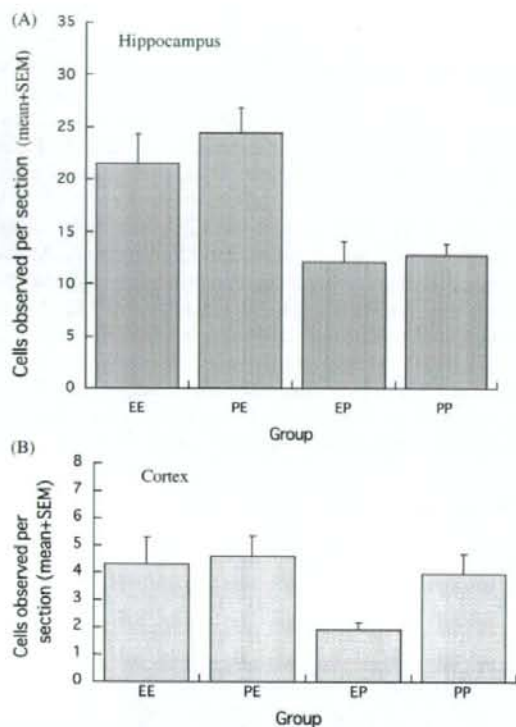 (A)
Hippocampus
Cells observed per section (mean+SEM)
35
30
25
20
15
10
5
0
EE PE EP PP
Group
(B)
Cortex
Cells observed per
section (mean+SEM)
8
7
6
5
4
3
2
1
0
EE PE EP PP
Group